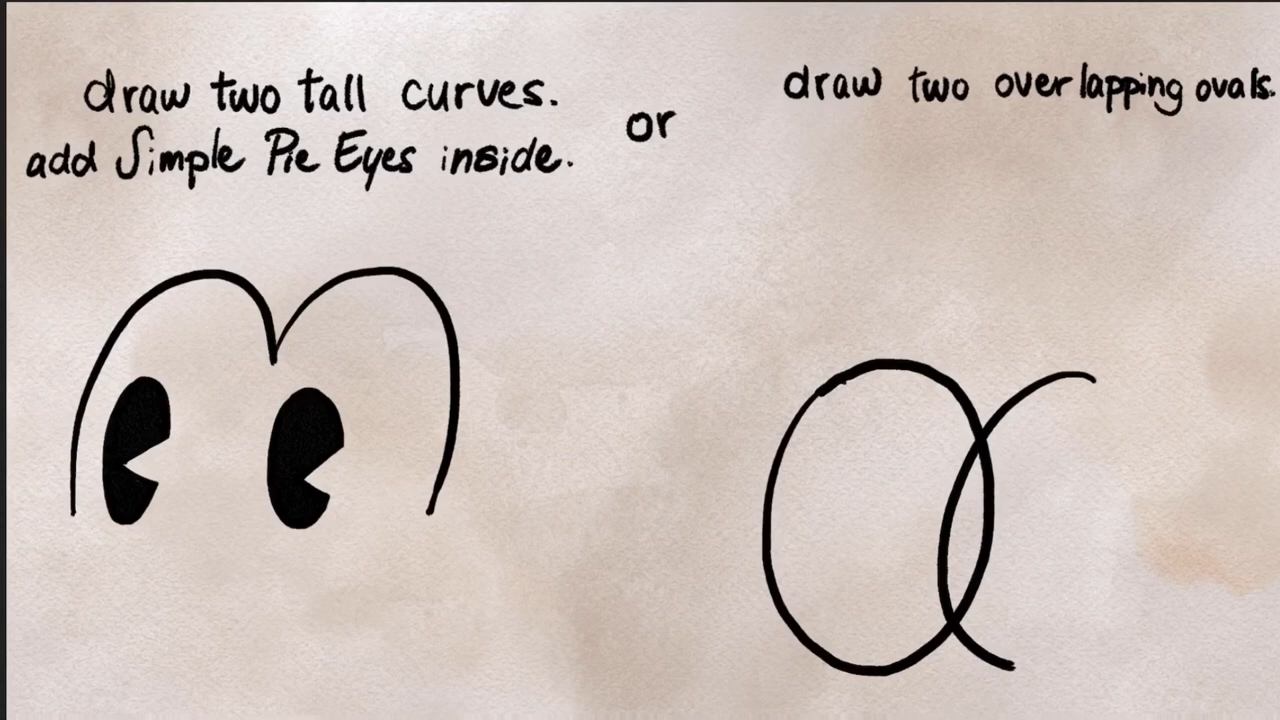 draw two tall curves.
add Simple Pie Eyes inside.
or
draw two overlapping ovals.